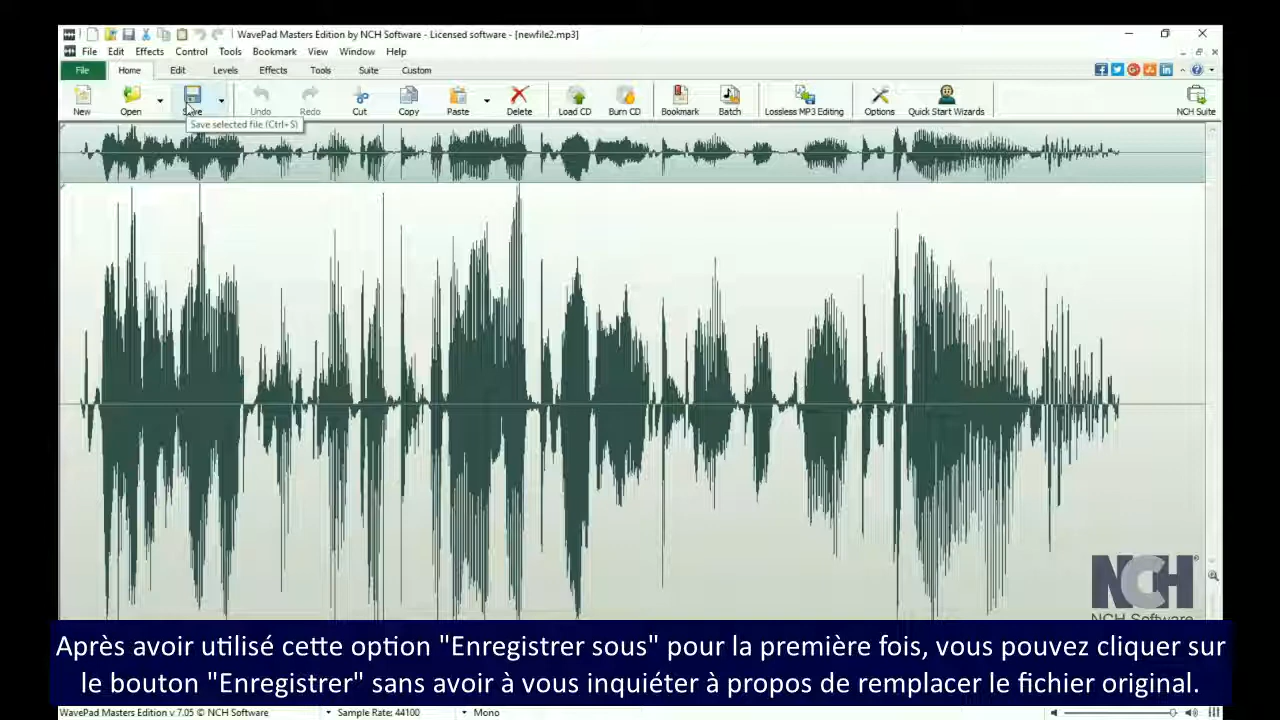 WavePad Masters Edition by NCH Software - Licensed software - [newfile2.mp3]
File Edit Effects Control Tools Bookmark View Window Help
File Home Edit Levels Effects Tools Suite Custom
New Open Save Undo Redo Cut Copy Paste Delete Load CD Burn CD Bookmark Batch Lossless MP3 Editing Options Quick Start Wizards NCH Suite
Save selected file (Ctrl+S)
NCH®
NCH Software
Après avoir utilisé cette option "Enregistrer sous" pour la première fois, vous pouvez cliquer sur
le bouton "Enregistrer" sans avoir à vous inquiéter à propos de remplacer le fichier original.
WavePad Masters Edition v 7.05 © NCH Software Sample Rate: 44100 Mono